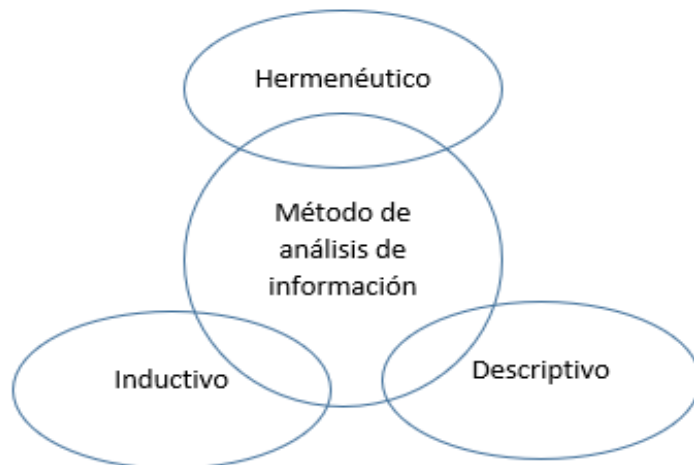 Hermenéutico
Método de
análisis de
información
Inductivo
Descriptivo